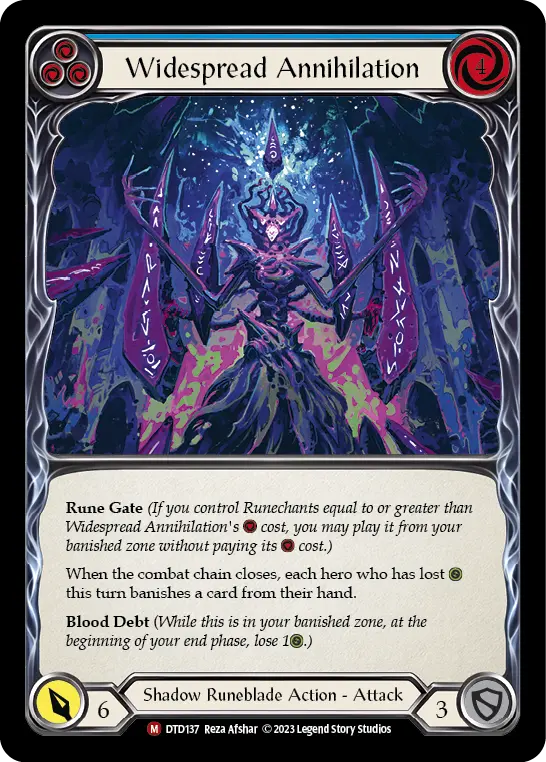 Widespread Annihilation
4
Rune Gate (If you control Runechants equal to or greater than
Widespread Annihilation's cost, you may play it from your
banished zone without paying its cost.)
When the combat chain closes, each hero who has lost
this turn banishes a card from their hand.
Blood Debt (While this is in your banished zone, at the
beginning of your end phase, lose 1.)
6
Shadow Runeblade Action - Attack
3
M DTD137 Reza Afshar © 2023 Legend Story Studios